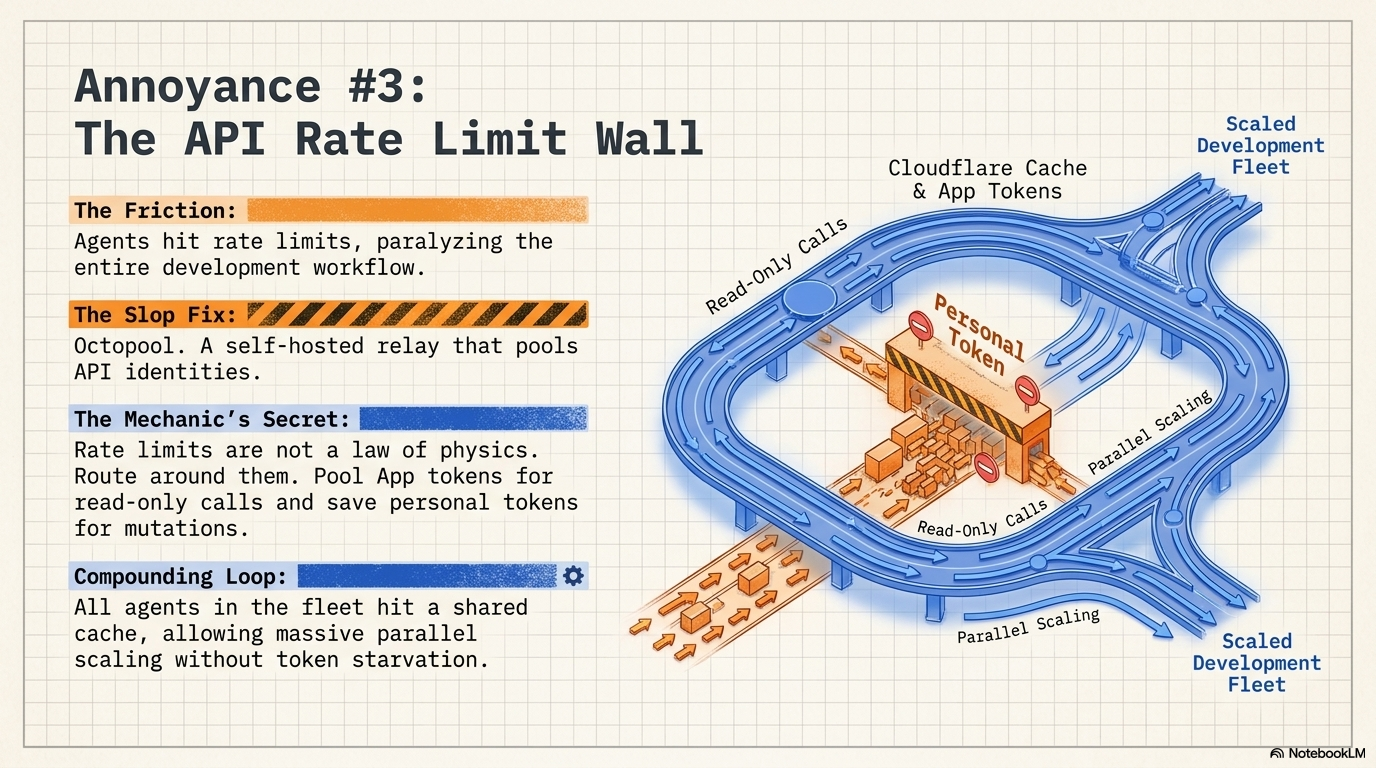 Annoyance #3:
The API Rate Limit Wall
The Friction:
Agents hit rate limits, paralyzing the
entire development workflow.
The Slop Fix:
Octopool. A self-hosted relay that pools
API identities.
The Mechanic’s Secret:
Rate limits are not a law of physics.
Route around them. Pool App tokens for
read-only calls and save personal tokens
for mutations.
Compounding Loop:
All agents in the fleet hit a shared
cache, allowing massive parallel
scaling without token starvation.
Scaled
Development
Fleet
Cloudflare Cache
& App Tokens
Read-Only Calls
Personal
Token
Parallel Scaling
Read-Only Calls
Parallel Scaling
Scaled
Development
Fleet
NotebookLM